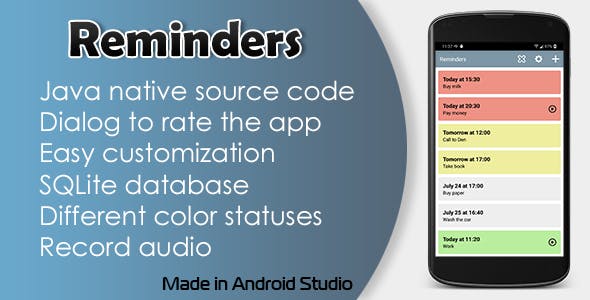 Reminders
Java native source code
Dialog to rate the app
Easy customization
SQLite database
Different color statuses
Record audio
Made in Android Studio
Reminders
Today at 15:30
Buy milk
Today at 20:30
Pay money
Tomorrow at 12:00
Call to Den
Tomorrow at 17:00
Take book
July 24 at 17:00
Buy paper
July 25 at 16:40
Wash the car
Today at 11:20
Work